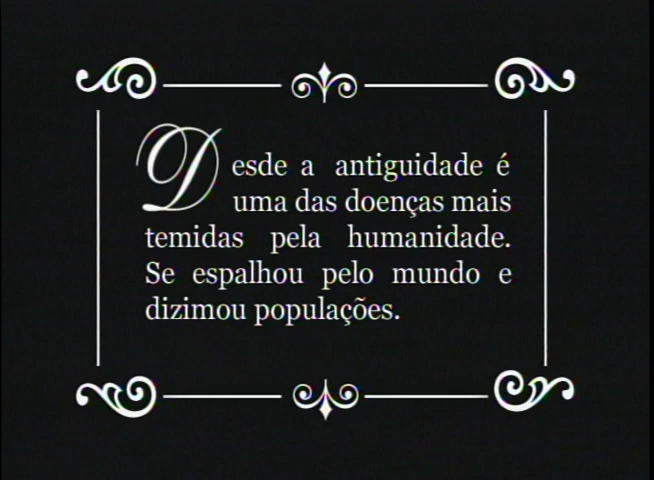 Desde a antiguidade é
uma das doenças mais
temidas pela humanidade.
Se espalhou pelo mundo e
dizimou populações.